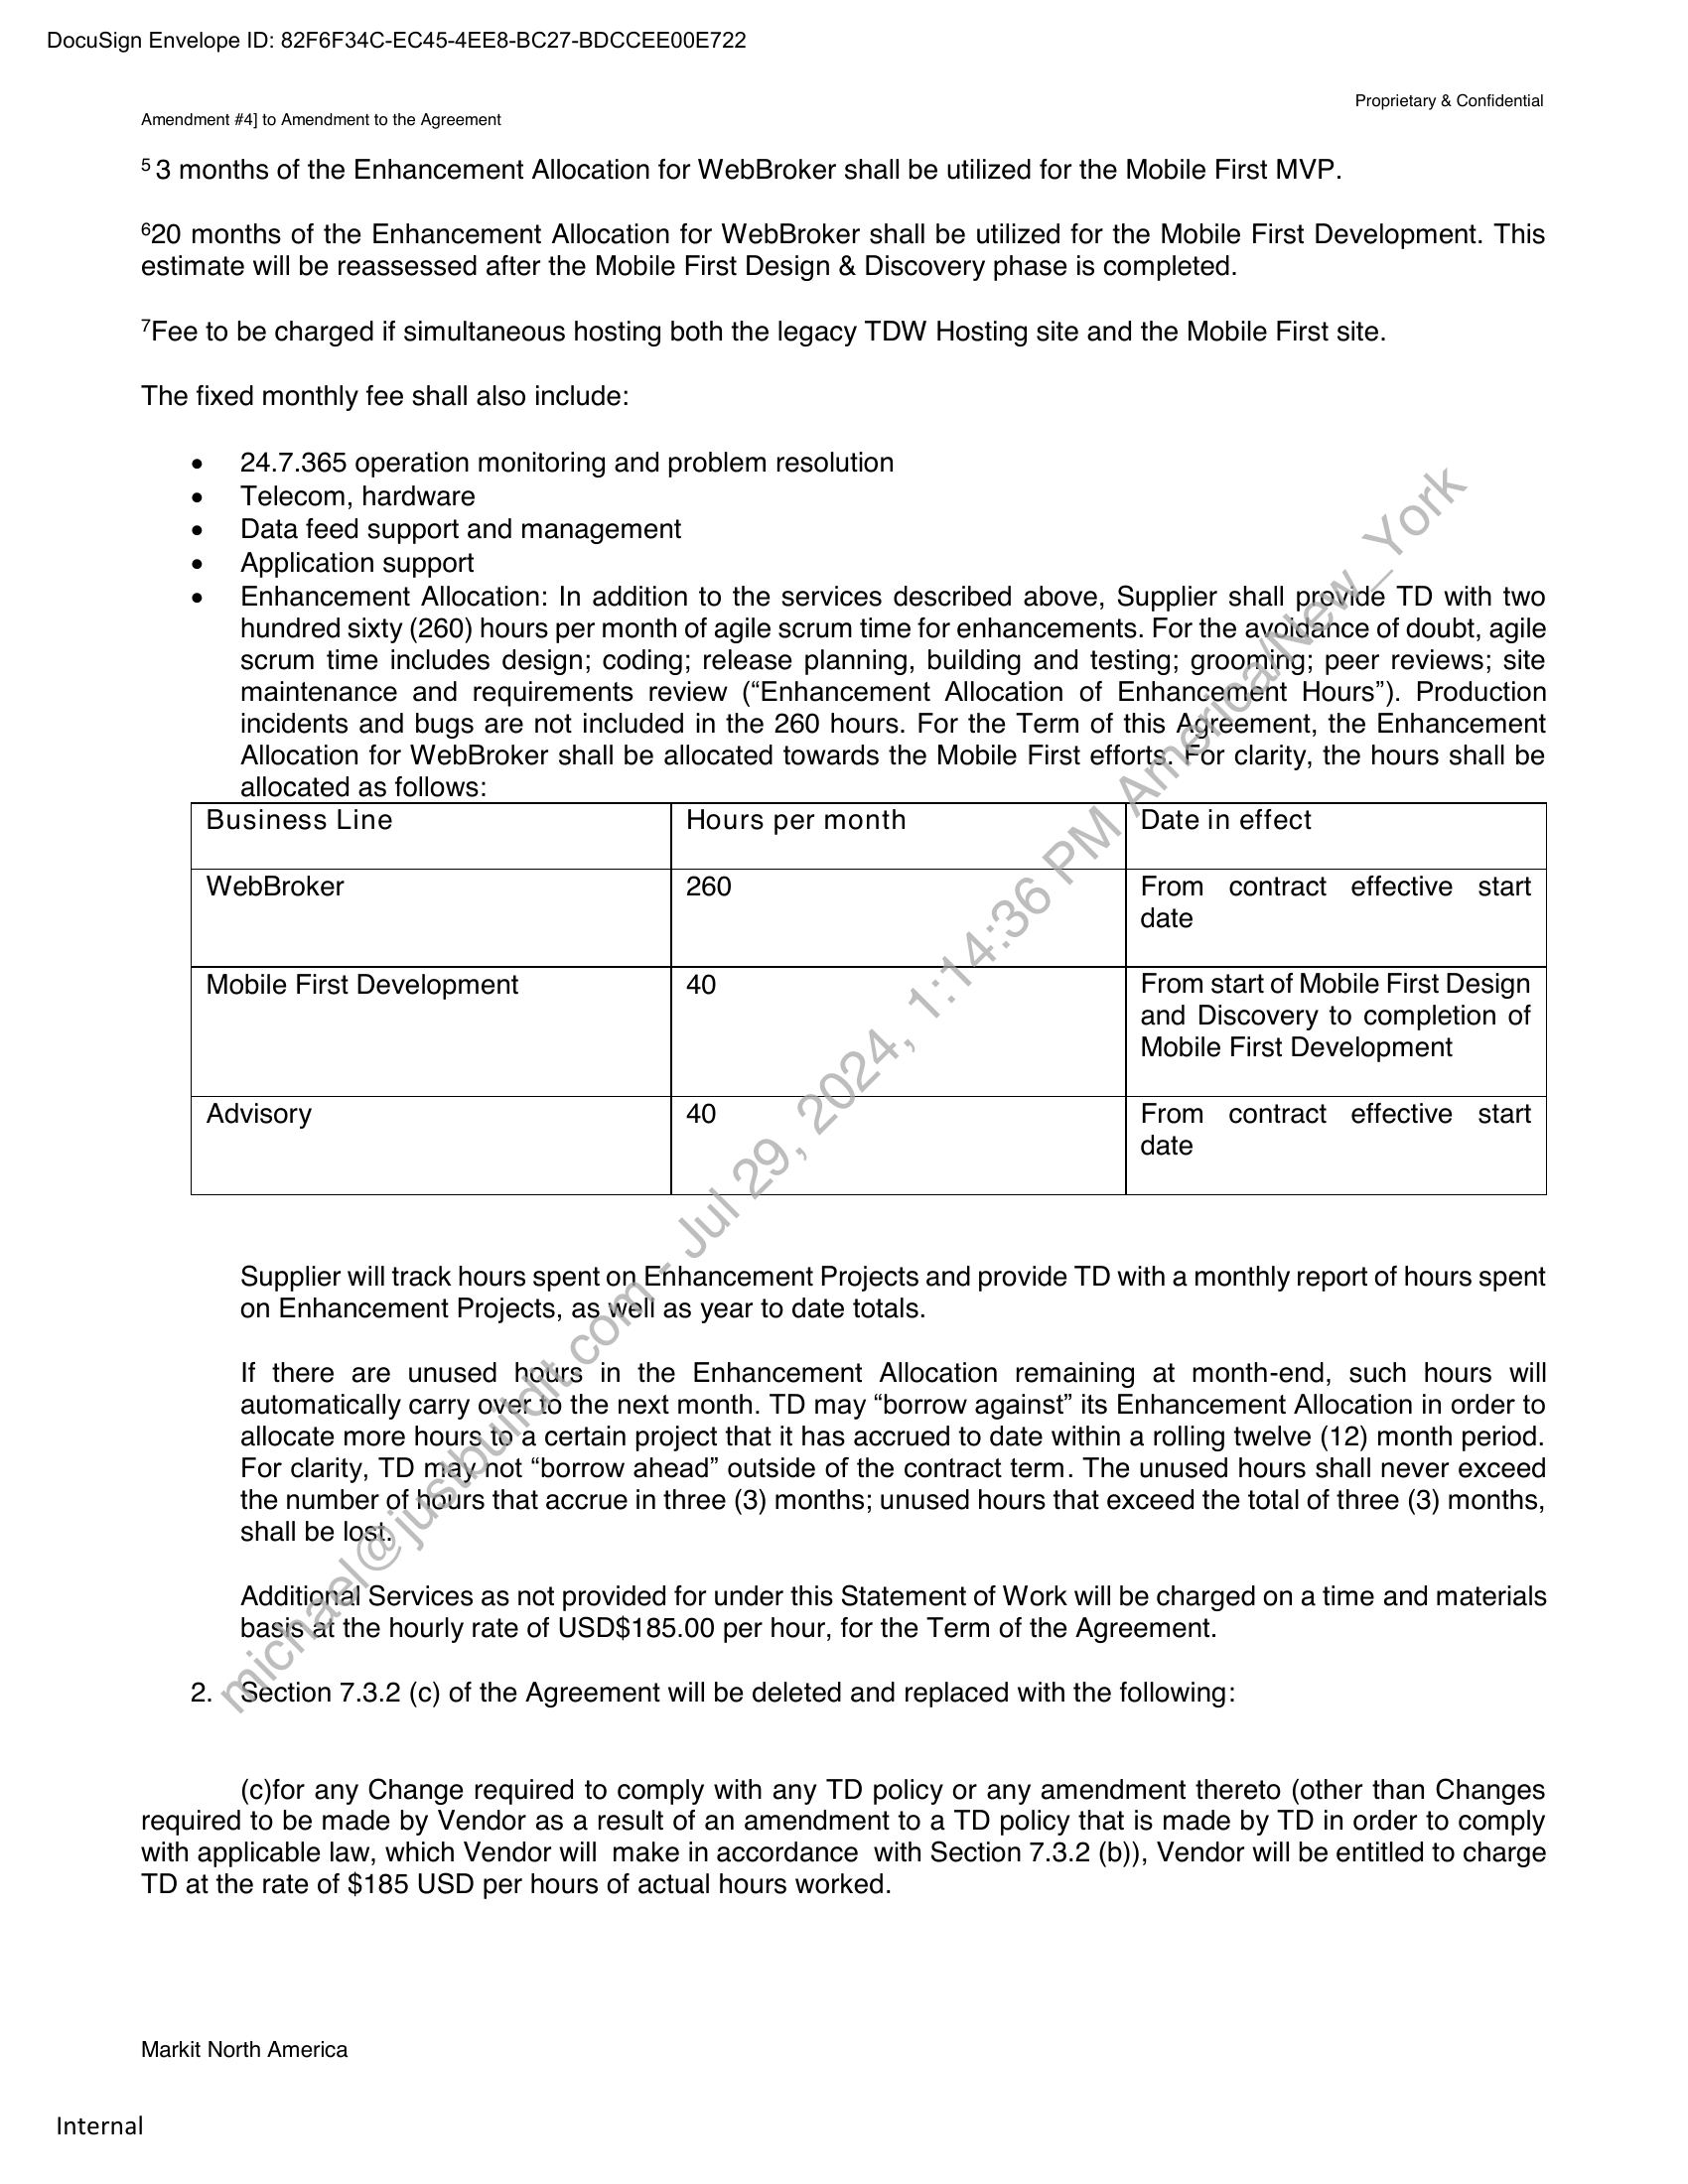 DocuSign Envelope ID: 82F6F34C-EC45-4EE8-BC27-BDCCEE00E722
Proprietary & Confidential
Amendment #4] to Amendment to the Agreement
5 3 months of the Enhancement Allocation for WebBroker shall be utilized for the Mobile First MVP.
620 months of the Enhancement Allocation for WebBroker shall be utilized for the Mobile First Development. This
estimate will be reassessed after the Mobile First Design & Discovery phase is completed.
7Fee to be charged if simultaneous hosting both the legacy TDW Hosting site and the Mobile First site.
The fixed monthly fee shall also include:
• 24.7.365 operation monitoring and problem resolution
• Telecom, hardware
• Data feed support and management
• Application support
• Enhancement Allocation: In addition to the services described above, Supplier shall provide TD with two
hundred sixty (260) hours per month of agile scrum time for enhancements. For the avoidance of doubt, agile
scrum time includes design; coding; release planning, building and testing; grooming; peer reviews; site
maintenance and requirements review (“Enhancement Allocation of Enhancement Hours”). Production
incidents and bugs are not included in the 260 hours. For the Term of this Agreement, the Enhancement
Allocation for WebBroker shall be allocated towards the Mobile First efforts. For clarity, the hours shall be
allocated as follows:
Business Line Hours per month Date in effect
WebBroker 260 From contract effective start
date
Mobile First Development 40 From start of Mobile First Design
and Discovery to completion of
Mobile First Development
Advisory 40 From contract effective start
date
Supplier will track hours spent on Enhancement Projects and provide TD with a monthly report of hours spent
on Enhancement Projects, as well as year to date totals.
If there are unused hours in the Enhancement Allocation remaining at month-end, such hours will
automatically carry over to the next month. TD may “borrow against” its Enhancement Allocation in order to
allocate more hours to a certain project that it has accrued to date within a rolling twelve (12) month period.
For clarity, TD may not “borrow ahead” outside of the contract term. The unused hours shall never exceed
the number of hours that accrue in three (3) months; unused hours that exceed the total of three (3) months,
shall be lost.
Additional Services as not provided for under this Statement of Work will be charged on a time and materials
basis at the hourly rate of USD$185.00 per hour, for the Term of the Agreement.
2. Section 7.3.2 (c) of the Agreement will be deleted and replaced with the following:
(c)for any Change required to comply with any TD policy or any amendment thereto (other than Changes
required to be made by Vendor as a result of an amendment to a TD policy that is made by TD in order to comply
with applicable law, which Vendor will make in accordance with Section 7.3.2 (b)), Vendor will be entitled to charge
TD at the rate of $185 USD per hours of actual hours worked.
Markit North America
Internal
michael@justbuildit.com - Jul 29, 2024, 1:14:36 PM America/New_York